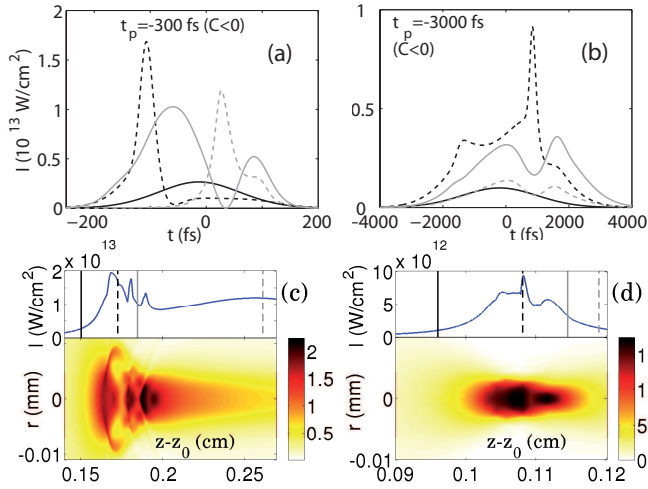 t_p=-300 fs (C<0)
(a)
t_p=-3000 fs
(C<0)
(b)
I (10^13 W/cm^2)
2
1.5
1
0.5
0
-200
0
200
t (fs)
1
0.5
0
-4000
-2000
0
2000
4000
t (fs)
x 10^13
I (W/cm^2)
2
1
0
(c)
x 10^12
I (W/cm^2)
10
5
0
(d)
r (mm)
0
-0.01
z-z_0 (cm)
0.15
0.2
0.25
2
1.5
1
0.5
r (mm)
0
-0.01
z-z_0 (cm)
0.09
0.1
0.11
0.12
1
5
0